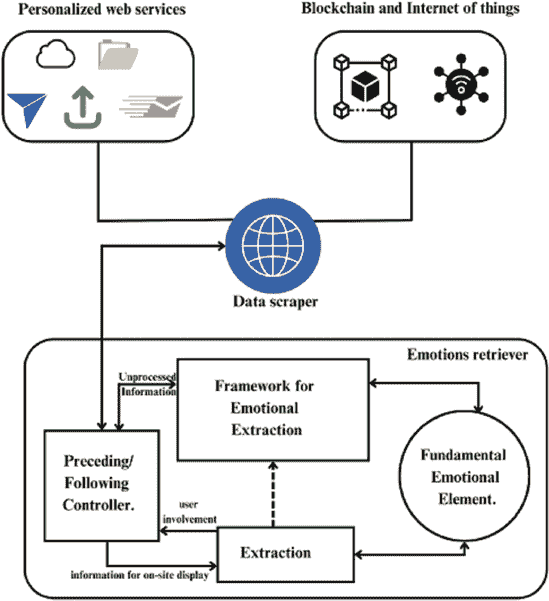 Personalized web services
Blockchain and Internet of things
Data scraper
Emotions retriever
Unprocessed
Information
Framework for
Emotional
Extraction
Preceding/
Following
Controller.
Fundamental
Emotional
Element.
user
involvement
Extraction
information for on-site display